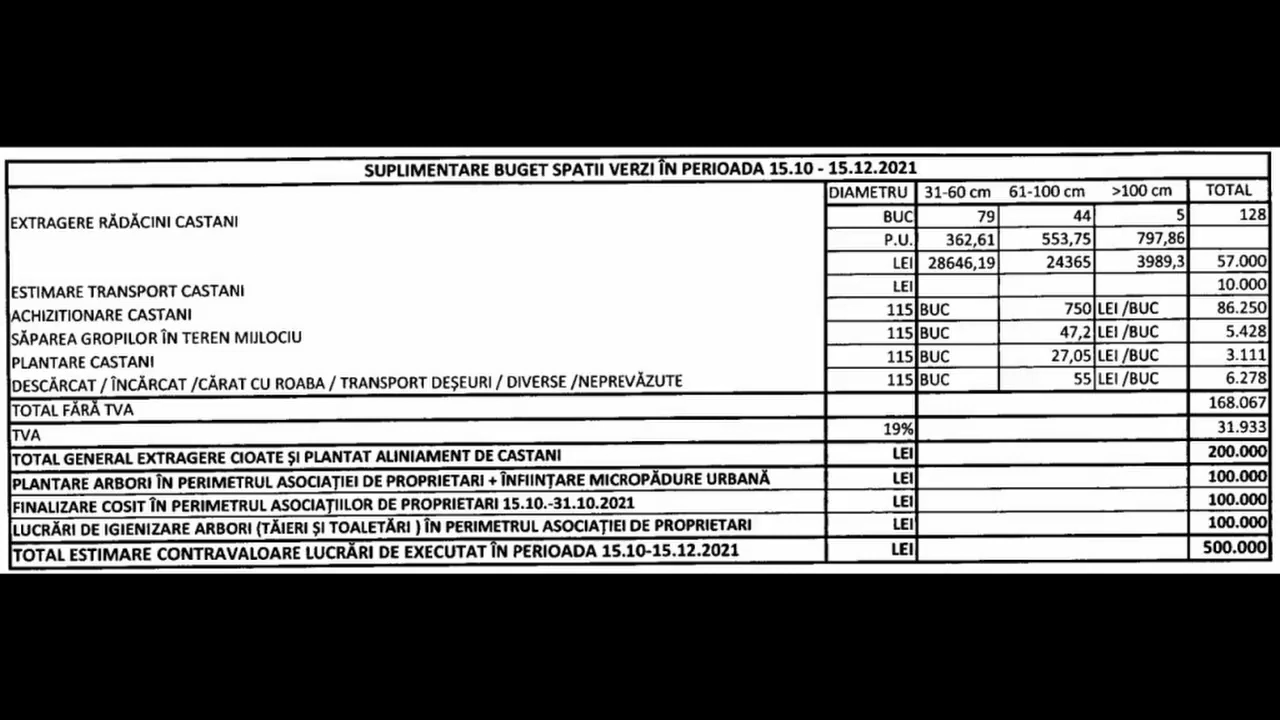 SUPLIMENTARE BUGET SPATII VERZI ÎN PERIOADA 15.10 - 15.12.2021
DIAMETRU 31-60 cm 61-100 cm >100 cm TOTAL
EXTRAGERE RĂDĂCINI CASTANI BUC 79 44 5 128
P.U. 362,61 553,75 797,86
LEI 28646,19 24365 3989,3 57.000
ESTIMARE TRANSPORT CASTANI LEI 10.000
ACHIZITIONARE CASTANI 115 BUC 750 LEI /BUC 86.250
SĂPAREA GROPILOR ÎN TEREN MIJLOCIU 115 BUC 47,2 LEI /BUC 5.428
PLANTARE CASTANI 115 BUC 27,05 LEI /BUC 3.111
DESCĂRCAT / ÎNCĂRCAT /CĂRAT CU ROABA / TRANSPORT DEȘEURI / DIVERSE /NEPREVĂZUTE 115 BUC 55 LEI /BUC 6.278
TOTAL FĂRĂ TVA 168.067
TVA 19% 31.933
TOTAL GENERAL EXTRAGERE CIOATE ȘI PLANTAT ALINIAMENT DE CASTANI LEI 200.000
PLANTARE ARBORI ÎN PERIMETRUL ASOCIAȚIEI DE PROPRIETARI + ÎNFIINȚARE MICROPĂDURE URBANĂ LEI 100.000
FINALIZARE COSIT ÎN PERIMETRUL ASOCIAȚIILOR DE PROPRIETARI 15.10.-31.10.2021 LEI 100.000
LUCRĂRI DE IGIENIZARE ARBORI (TĂIERI ȘI TOALETĂRI ) ÎN PERIMETRUL ASOCIAȚIEI DE PROPRIETARI LEI 100.000
TOTAL ESTIMARE CONTRAVALOARE LUCRĂRI DE EXECUTAT ÎN PERIOADA 15.10-15.12.2021 LEI 500.000